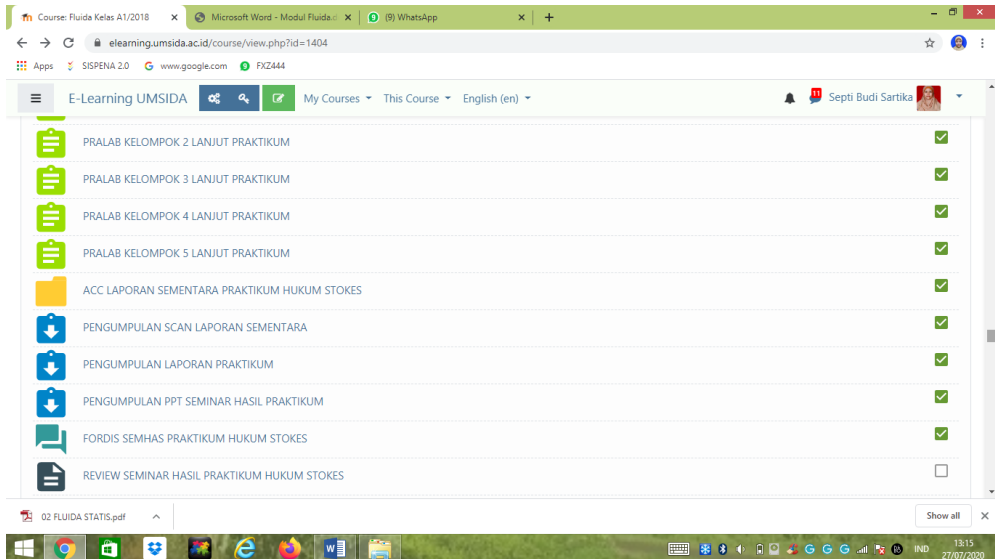 Course: Fluida Kelas A1/2018
Microsoft Word - Modul Fluida.d
(9) WhatsApp
elearning.umsida.ac.id/course/view.php?id=1404
Apps SISPENA 2.0 www.google.com FXZ444
E-Learning UMSIDA My Courses This Course English (en) 11 Septi Budi Sartika
PRALAB KELOMPOK 2 LANJUT PRAKTIKUM
PRALAB KELOMPOK 3 LANJUT PRAKTIKUM
PRALAB KELOMPOK 4 LANJUT PRAKTIKUM
PRALAB KELOMPOK 5 LANJUT PRAKTIKUM
ACC LAPORAN SEMENTARA PRAKTIKUM HUKUM STOKES
PENGUMPULAN SCAN LAPORAN SEMENTARA
PENGUMPULAN LAPORAN PRAKTIKUM
PENGUMPULAN PPT SEMINAR HASIL PRAKTIKUM
FORDIS SEMHAS PRAKTIKUM HUKUM STOKES
REVIEW SEMINAR HASIL PRAKTIKUM HUKUM STOKES
02 FLUIDA STATIS.pdf Show all
IND 13:15
27/07/2020